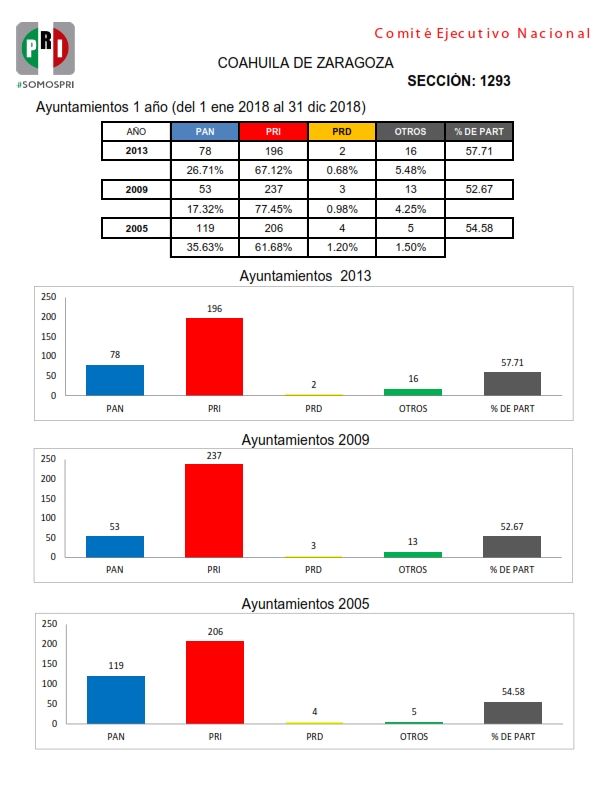 Comité Ejecutivo Nacional
PRI
#SOMOSPRI
COAHUILA DE ZARAGOZA
SECCIÓN: 1293
Ayuntamientos 1 año (del 1 ene 2018 al 31 dic 2018)
AÑO PAN PRI PRD OTROS % DE PART
2013 78 196 2 16 57.71
26.71% 67.12% 0.68% 5.48%
2009 53 237 3 13 52.67
17.32% 77.45% 0.98% 4.25%
2005 119 206 4 5 54.58
35.63% 61.68% 1.20% 1.50%
Ayuntamientos 2013
250
200
150
100
50
0
78 196 2 16 57.71
PAN PRI PRD OTROS % DE PART
Ayuntamientos 2009
250
200
150
100
50
0
53 237 3 13 52.67
PAN PRI PRD OTROS % DE PART
Ayuntamientos 2005
250
200
150
100
50
0
119 206 4 5 54.58
PAN PRI PRD OTROS % DE PART